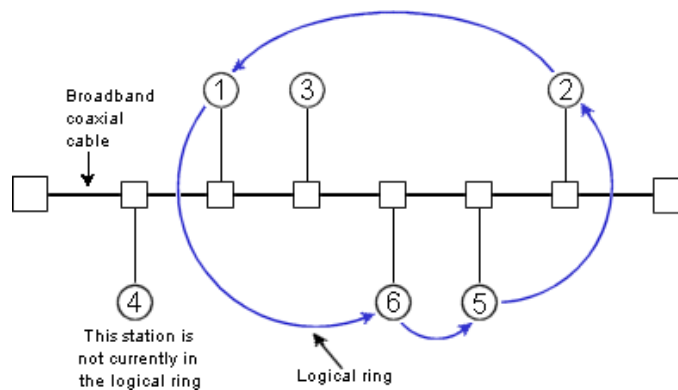 1
3
2
Broadband
coaxial
cable
4
6
5
This station is
not currently in
the logical ring
Logical ring